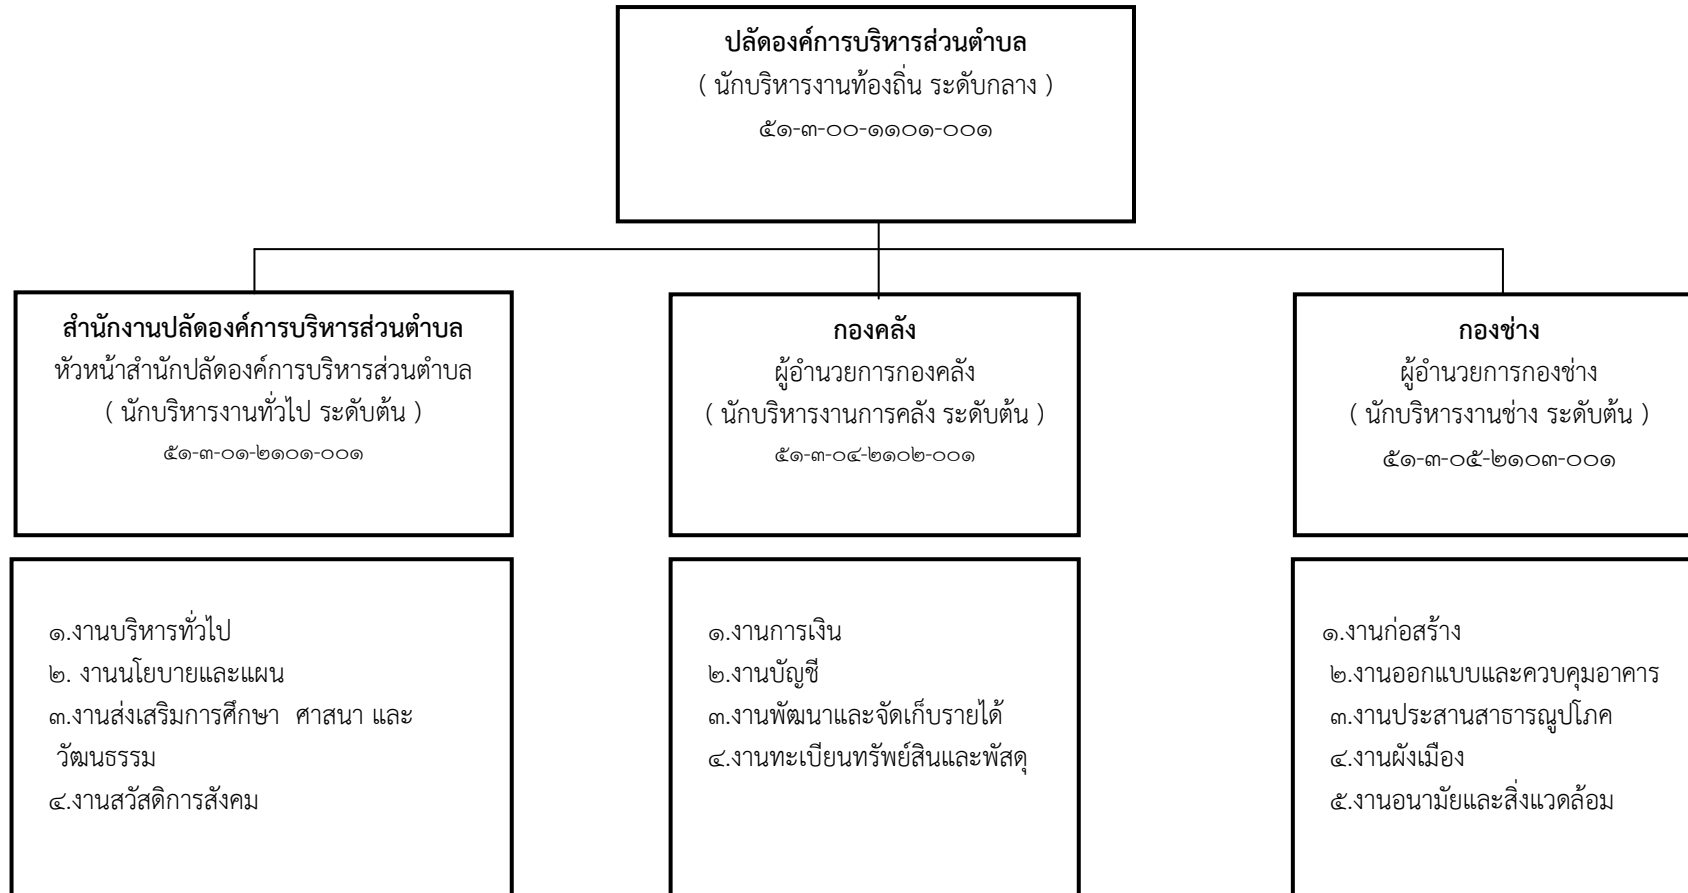 ปลัดองค์การบริหารส่วนตำบล
( นักบริหารงานท้องถิ่น ระดับกลาง )
๕๑-๓-๐๐-๑๑๐๑-๐๐๑
สำนักงานปลัดองค์การบริหารส่วนตำบล
หัวหน้าสำนักปลัดองค์การบริหารส่วนตำบล
( นักบริหารงานทั่วไป ระดับต้น )
๕๑-๓-๐๑-๒๑๐๑-๐๐๑
กองคลัง
ผู้อำนวยการกองคลัง
( นักบริหารงานการคลัง ระดับต้น )
๕๑-๓-๐๔-๒๑๐๒-๐๐๑
กองช่าง
ผู้อำนวยการกองช่าง
( นักบริหารงานช่าง ระดับต้น )
๕๑-๓-๐๕-๒๑๐๓-๐๐๑
๑.งานบริหารทั่วไป
๒. งานนโยบายและแผน
๓.งานส่งเสริมการศึกษา ศาสนา และ
วัฒนธรรม
๔.งานสวัสดิการสังคม
๑.งานการเงิน
๒.งานบัญชี
๓.งานพัฒนาและจัดเก็บรายได้
๔.งานทะเบียนทรัพย์สินและพัสดุ
๑.งานก่อสร้าง
๒.งานออกแบบและควบคุมอาคาร
๓.งานประสานสาธารณูปโภค
๔.งานผังเมือง
๕.งานอนามัยและสิ่งแวดล้อม